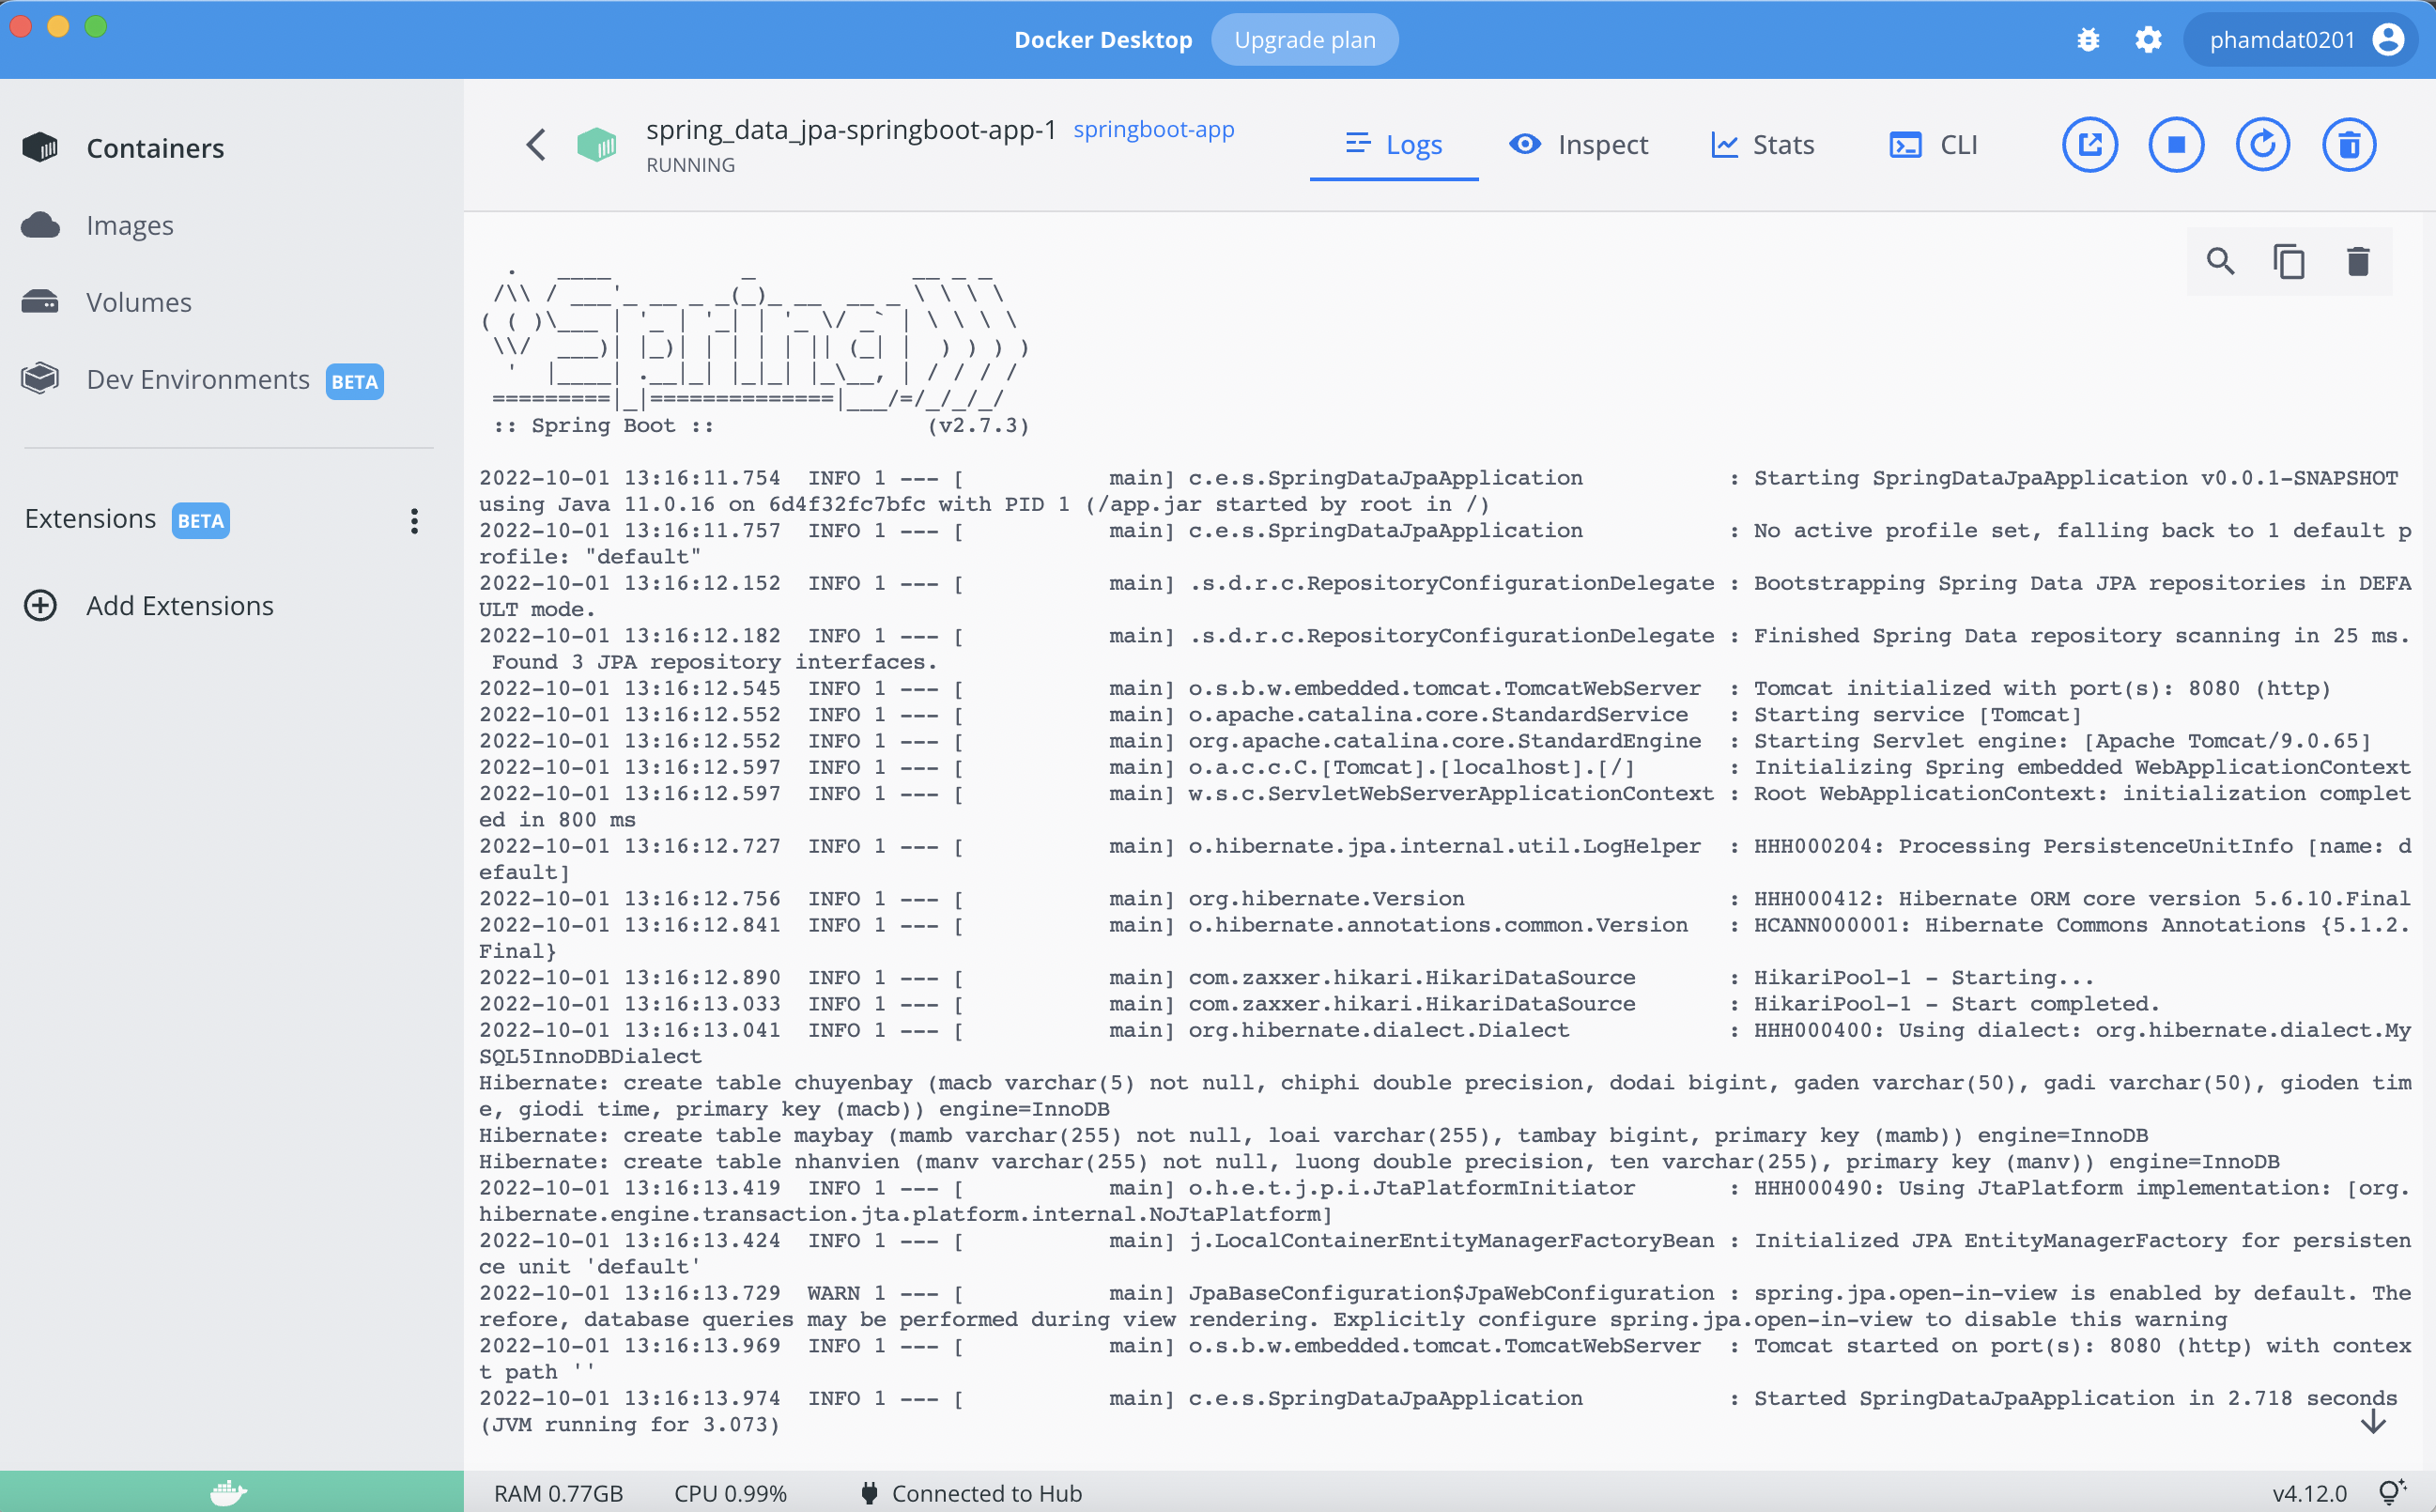 Docker Desktop Upgrade plan phamdat0201
Containers
Images
Volumes
Dev Environments BETA
Extensions BETA
Add Extensions
spring_data_jpa-springboot-app-1 springboot-app
RUNNING
Logs Inspect Stats CLI
  .   ____          _            __ _ _
 /\\ / ___'_ __ _ _(_)_ __  __ _ \ \ \ \
( ( )\___ | '_ | '_| | '_ \/ _` | \ \ \ \
 \\/  ___)| |_)| | | | | || (_| |  ) ) ) )
  '  |____| .__|_| |_|_| |_\__, | / / / /
 =========|_|==============|___/=/_/_/_/
 :: Spring Boot ::                (v2.7.3)
2022-10-01 13:16:11.754  INFO 1 --- [           main] c.e.s.SpringDataJpaApplication           : Starting SpringDataJpaApplication v0.0.1-SNAPSHOT
using Java 11.0.16 on 6d4f32fc7bfc with PID 1 (/app.jar started by root in /)
2022-10-01 13:16:11.757  INFO 1 --- [           main] c.e.s.SpringDataJpaApplication           : No active profile set, falling back to 1 default p
rofile: "default"
2022-10-01 13:16:12.152  INFO 1 --- [           main] .s.d.r.c.RepositoryConfigurationDelegate : Bootstrapping Spring Data JPA repositories in DEFA
ULT mode.
2022-10-01 13:16:12.182  INFO 1 --- [           main] .s.d.r.c.RepositoryConfigurationDelegate : Finished Spring Data repository scanning in 25 ms.
 Found 3 JPA repository interfaces.
2022-10-01 13:16:12.545  INFO 1 --- [           main] o.s.b.w.embedded.tomcat.TomcatWebServer  : Tomcat initialized with port(s): 8080 (http)
2022-10-01 13:16:12.552  INFO 1 --- [           main] o.apache.catalina.core.StandardService   : Starting service [Tomcat]
2022-10-01 13:16:12.552  INFO 1 --- [           main] org.apache.catalina.core.StandardEngine  : Starting Servlet engine: [Apache Tomcat/9.0.65]
2022-10-01 13:16:12.597  INFO 1 --- [           main] o.a.c.c.C.[Tomcat].[localhost].[/]       : Initializing Spring embedded WebApplicationContext
2022-10-01 13:16:12.597  INFO 1 --- [           main] w.s.c.ServletWebServerApplicationContext : Root WebApplicationContext: initialization complet
ed in 800 ms
2022-10-01 13:16:12.727  INFO 1 --- [           main] o.hibernate.jpa.internal.util.LogHelper  : HHH000204: Processing PersistenceUnitInfo [name: d
efault]
2022-10-01 13:16:12.756  INFO 1 --- [           main] org.hibernate.Version                    : HHH000412: Hibernate ORM core version 5.6.10.Final
2022-10-01 13:16:12.841  INFO 1 --- [           main] o.hibernate.annotations.common.Version   : HCANN000001: Hibernate Commons Annotations {5.1.2.
Final}
2022-10-01 13:16:12.890  INFO 1 --- [           main] com.zaxxer.hikari.HikariDataSource       : HikariPool-1 - Starting...
2022-10-01 13:16:13.033  INFO 1 --- [           main] com.zaxxer.hikari.HikariDataSource       : HikariPool-1 - Start completed.
2022-10-01 13:16:13.041  INFO 1 --- [           main] org.hibernate.dialect.Dialect            : HHH000400: Using dialect: org.hibernate.dialect.My
SQL5InnoDBDialect
Hibernate: create table chuyenbay (macb varchar(5) not null, chiphi double precision, dodai bigint, gaden varchar(50), gadi varchar(50), gioden tim
e, giodi time, primary key (macb)) engine=InnoDB
Hibernate: create table maybay (mamb varchar(255) not null, loai varchar(255), tambay bigint, primary key (mamb)) engine=InnoDB
Hibernate: create table nhanvien (manv varchar(255) not null, luong double precision, ten varchar(255), primary key (manv)) engine=InnoDB
2022-10-01 13:16:13.419  INFO 1 --- [           main] o.h.e.t.j.p.i.JtaPlatformInitiator       : HHH000490: Using JtaPlatform implementation: [org.
hibernate.engine.transaction.jta.platform.internal.NoJtaPlatform]
2022-10-01 13:16:13.424  INFO 1 --- [           main] j.LocalContainerEntityManagerFactoryBean : Initialized JPA EntityManagerFactory for persisten
ce unit 'default'
2022-10-01 13:16:13.729  WARN 1 --- [           main] JpaBaseConfiguration$JpaWebConfiguration : spring.jpa.open-in-view is enabled by default. The
refore, database queries may be performed during view rendering. Explicitly configure spring.jpa.open-in-view to disable this warning
2022-10-01 13:16:13.969  INFO 1 --- [           main] o.s.b.w.embedded.tomcat.TomcatWebServer  : Tomcat started on port(s): 8080 (http) with contex
t path ''
2022-10-01 13:16:13.974  INFO 1 --- [           main] c.e.s.SpringDataJpaApplication           : Started SpringDataJpaApplication in 2.718 seconds
(JVM running for 3.073)
RAM 0.77GB CPU 0.99% Connected to Hub v4.12.0